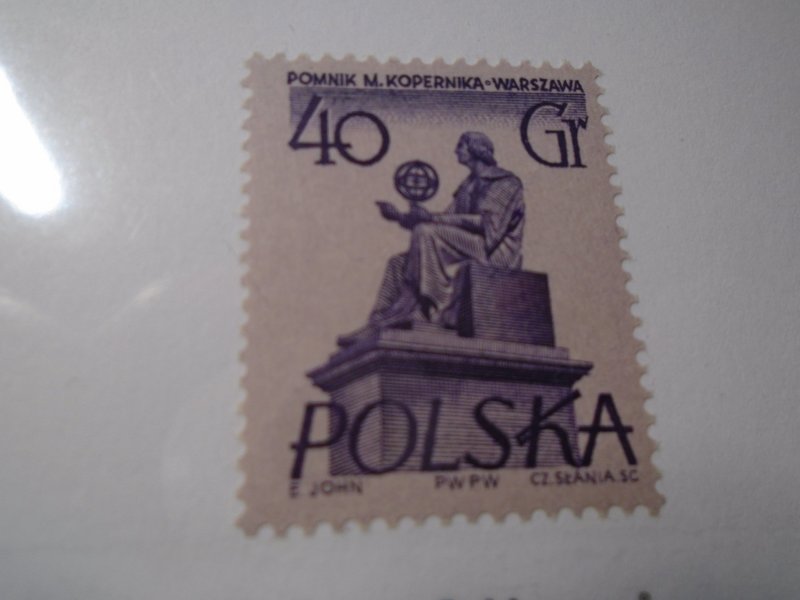 POMNIK M. KOPERNIKA • WARSZAWA
40 Gr
POLSKA
E. JOHN PWPW CZ. SŁANIA. SC